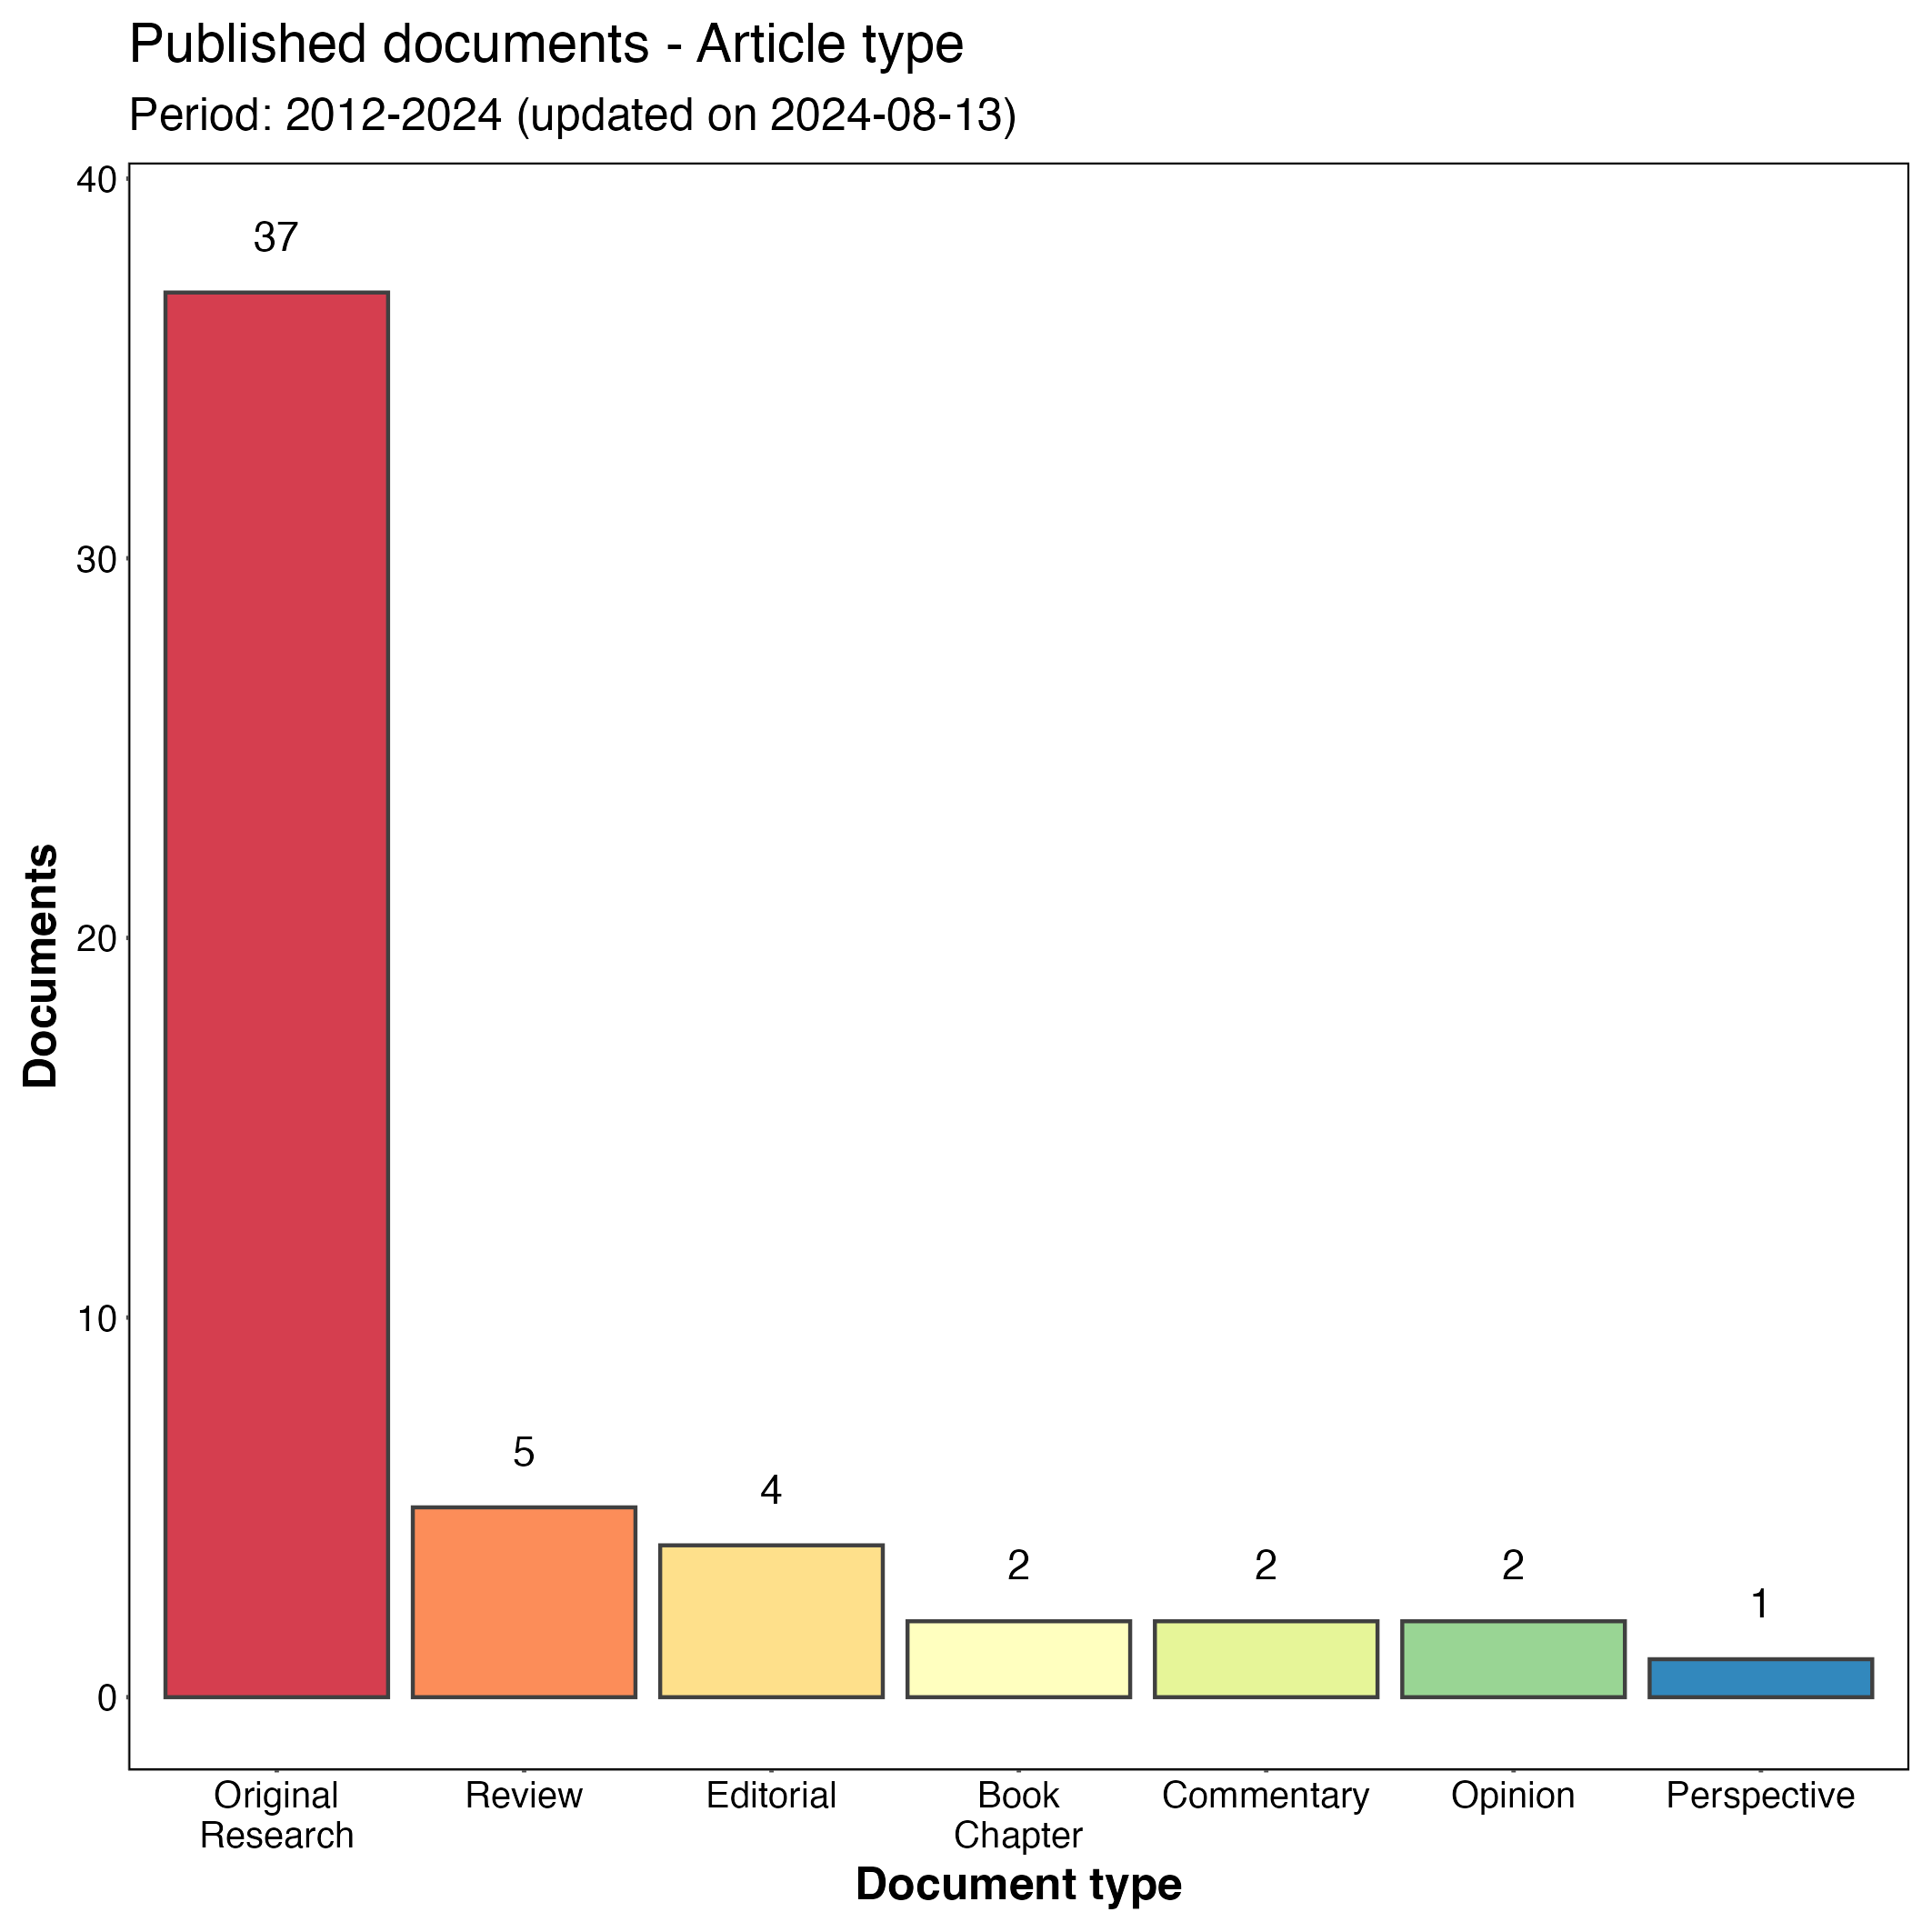 Published documents - Article type
Period: 2012-2024 (updated on 2024-08-13)
Documents
40
30
20
10
0
37
5
4
2
2
2
1
Original
Research
Review
Editorial
Book
Chapter
Commentary
Opinion
Perspective
Document type